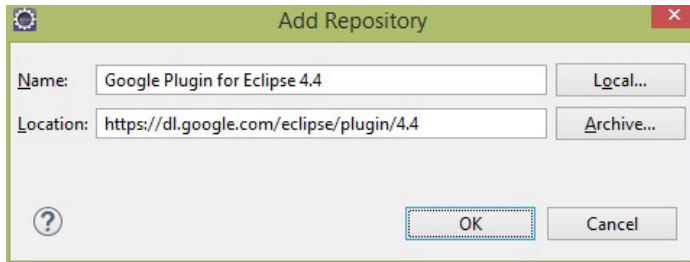 Add Repository
Name: Google Plugin for Eclipse 4.4 Local...
Location: https://dl.google.com/eclipse/plugin/4.4 Archive...
OK Cancel